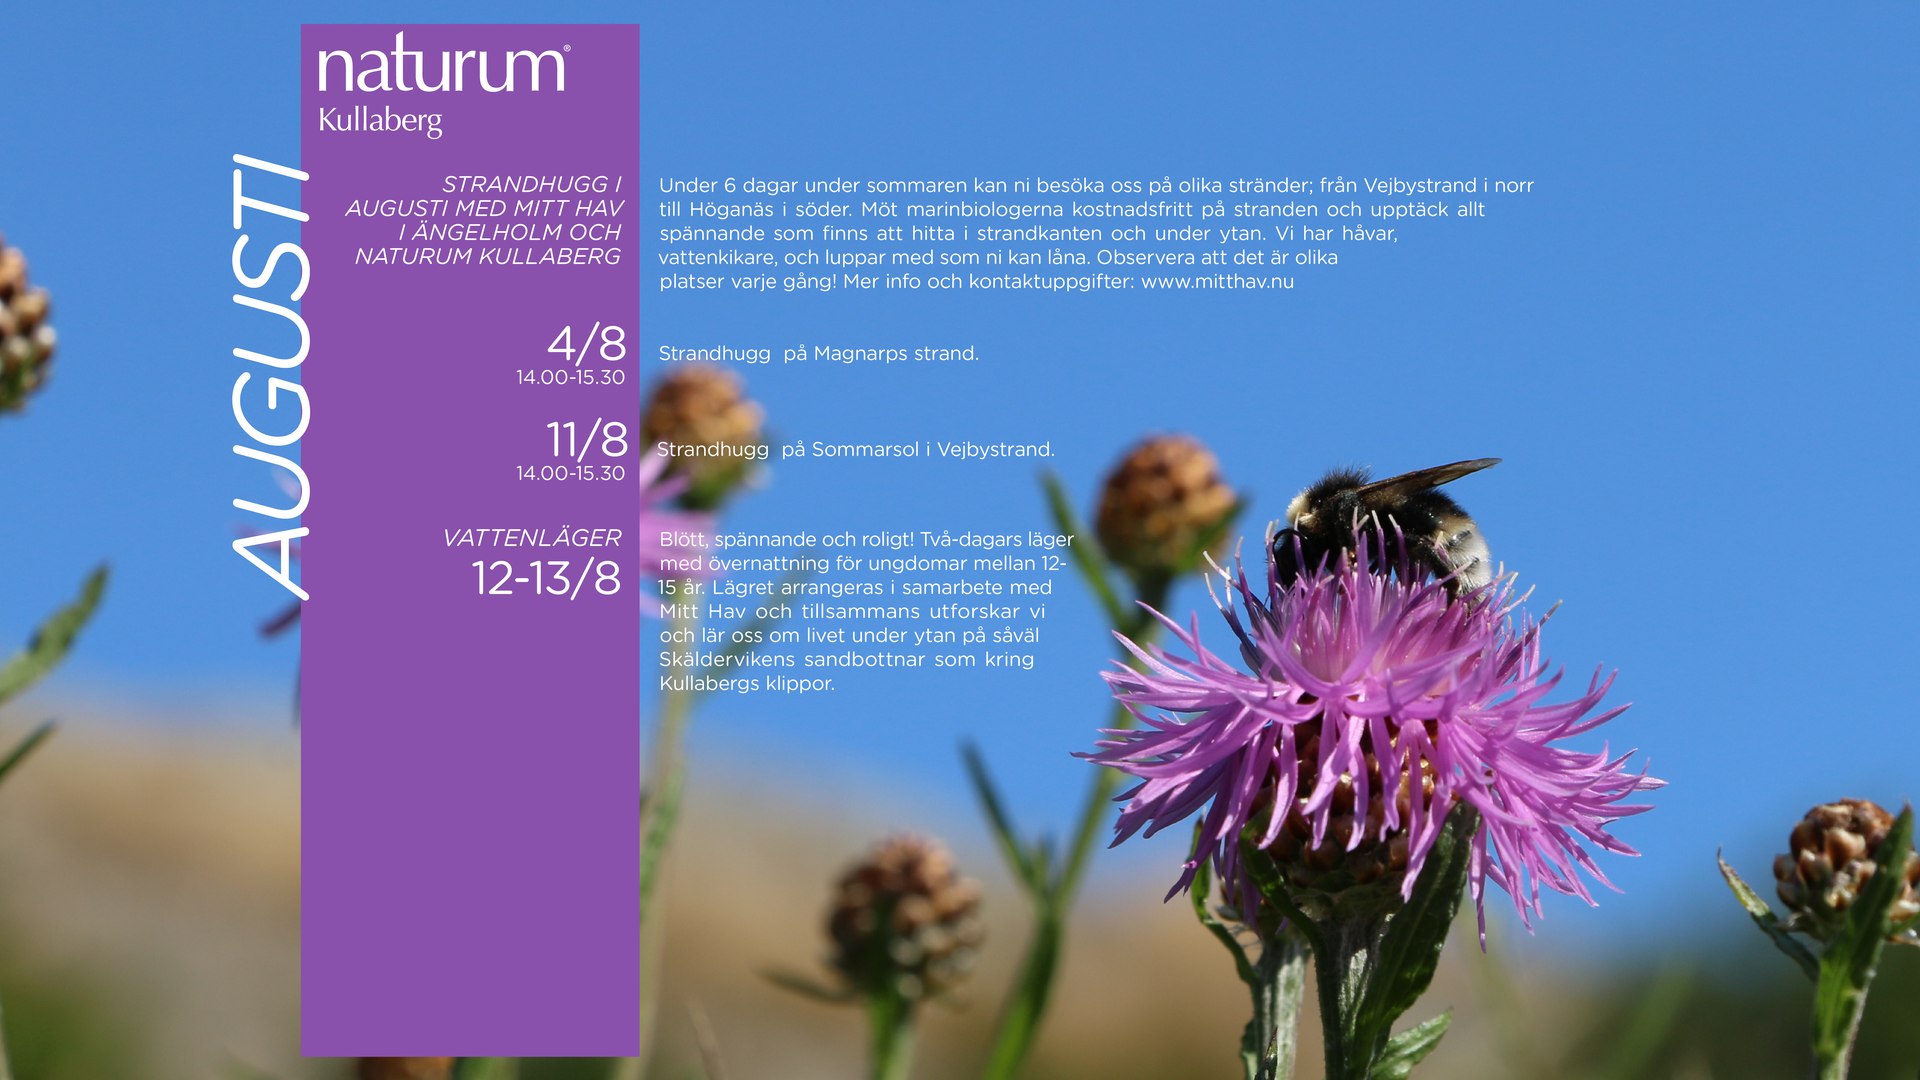 naturum®
Kullaberg
AUGUSTI
STRANDHUGG I
AUGUSTI MED MITT HAV
I ÄNGELHOLM OCH
NATURUM KULLABERG
Under 6 dagar under sommaren kan ni besöka oss på olika stränder; från Vejbystrand i norr
till Höganäs i söder. Möt marinbiologerna kostnadsfritt på stranden och upptäck allt
spännande som finns att hitta i strandkanten och under ytan. Vi har håvar,
vattenkikare, och luppar med som ni kan låna. Observera att det är olika
platser varje gång! Mer info och kontaktuppgifter: www.mitthav.nu
4/8
14.00-15.30
Strandhugg på Magnarps strand.
11/8
14.00-15.30
Strandhugg på Sommarsol i Vejbystrand.
VATTENLÄGER
12-13/8
Blött, spännande och roligt! Två-dagars läger
med övernattning för ungdomar mellan 12-
15 år. Lägret arrangeras i samarbete med
Mitt Hav och tillsammans utforskar vi
och lär oss om livet under ytan på såväl
Skäldervikens sandbottnar som kring
Kullabergs klippor.